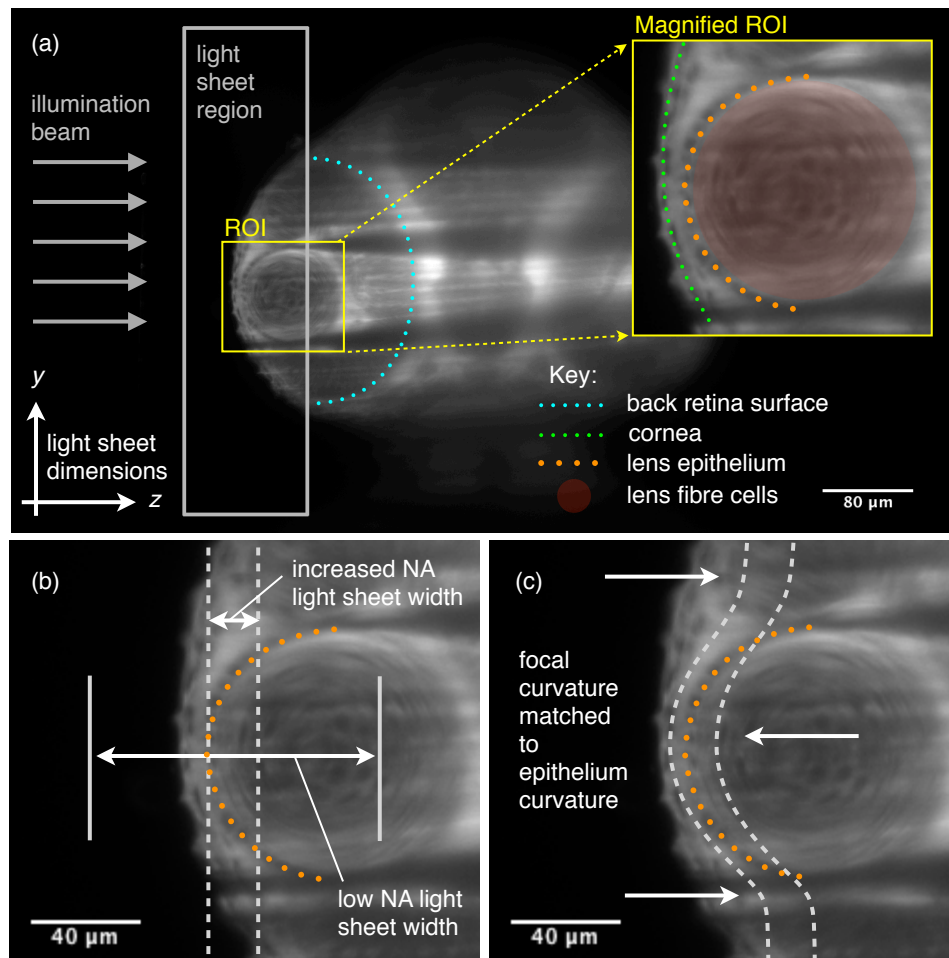 (a)
illumination
beam
light
sheet
region
ROI
Magnified ROI
y
light sheet
dimensions
z
Key:
back retina surface
cornea
lens epithelium
lens fibre cells
80 µm
(b)
increased NA
light sheet width
low NA light
sheet width
40 µm
(c)
focal
curvature
matched
to
epithelium
curvature
40 µm